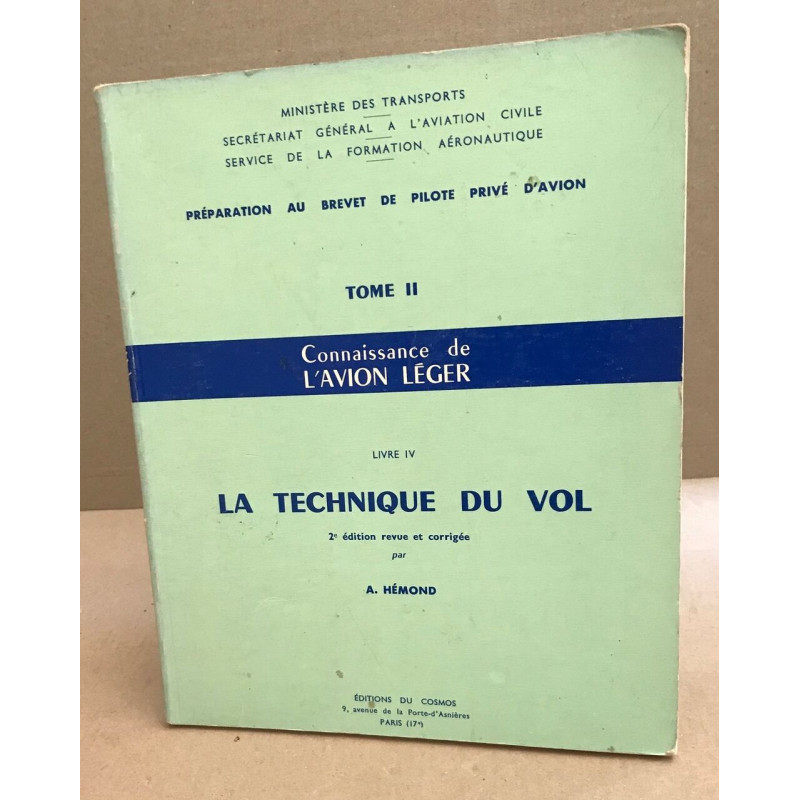 MINISTÈRE DES TRANSPORTS
SECRÉTARIAT GÉNÉRAL A L'AVIATION CIVILE
SERVICE DE LA FORMATION AÉRONAUTIQUE
PRÉPARATION AU BREVET DE PILOTE PRIVÉ D'AVION
TOME II
Connaissance de
L'AVION LÉGER
LIVRE IV
LA TECHNIQUE DU VOL
2e édition revue et corrigée
par
A. HÉMOND
ÉDITIONS DU COSMOS
9, avenue de la Porte-d'Asnières
PARIS (17e)